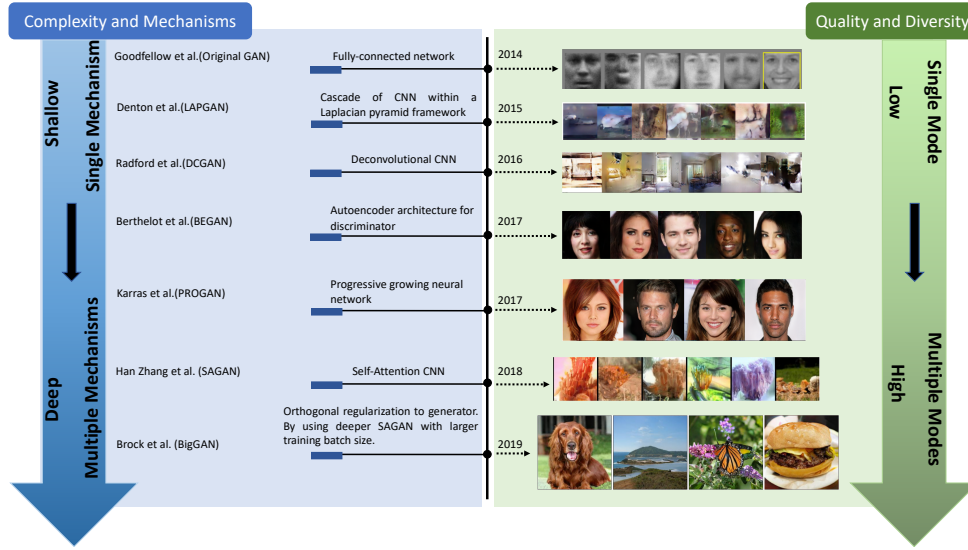 Complexity and Mechanisms
Quality and Diversity
Shallow
Single Mechanism
Deep
Multiple Mechanisms
Goodfellow et al.(Original GAN)
Fully-connected network
2014
Denton et al.(LAPGAN)
Cascade of CNN within a
Laplacian pyramid framework
2015
Radford et al.(DCGAN)
Deconvolutional CNN
2016
Berthelot et al.(BEGAN)
Autoencoder architecture for
discriminator
2017
Karras et al.(PROGAN)
Progressive growing neural
network
2017
Han Zhang et al. (SAGAN)
Self-Attention CNN
2018
Brock et al. (BigGAN)
Orthogonal regularization to generator.
By using deeper SAGAN with larger
training batch size.
2019
Single Mode
Low
Multiple Modes
High